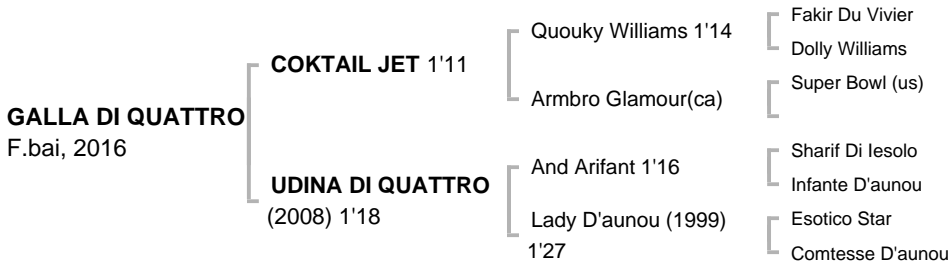 GALLA DI QUATTRO
F.bai, 2016
COKTAIL JET 1'11
UDINA DI QUATTRO
(2008) 1'18
Quouky Williams 1'14
Armbro Glamour(ca)
And Arifant 1'16
Lady D'aunou (1999)
1'27
Fakir Du Vivier
Dolly Williams
Super Bowl (us)
Sharif Di Iesolo
Infante D'aunou
Esotico Star
Comtesse D'aunou